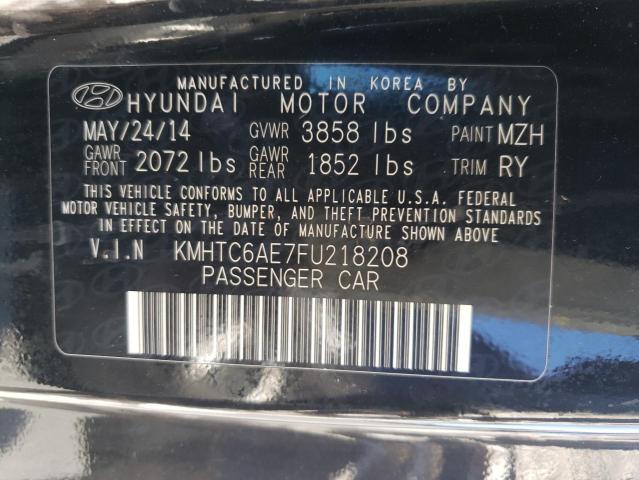 MANUFACTURED IN KOREA BY
HYUNDAI MOTOR COMPANY
MAY/24/14 GVWR 3858 lbs PAINT MZH
GAWR FRONT 2072 lbs GAWR REAR 1852 lbs TRIM RY
THIS VEHICLE CONFORMS TO ALL APPLICABLE U.S.A. FEDERAL
MOTOR VEHICLE SAFETY, BUMPER, AND THEFT PREVENTION STANDARDS
IN EFFECT ON THE DATE OF MANUFACTURE SHOWN ABOVE
V.I.N KMHTC6AE7FU218208
PASSENGER CAR